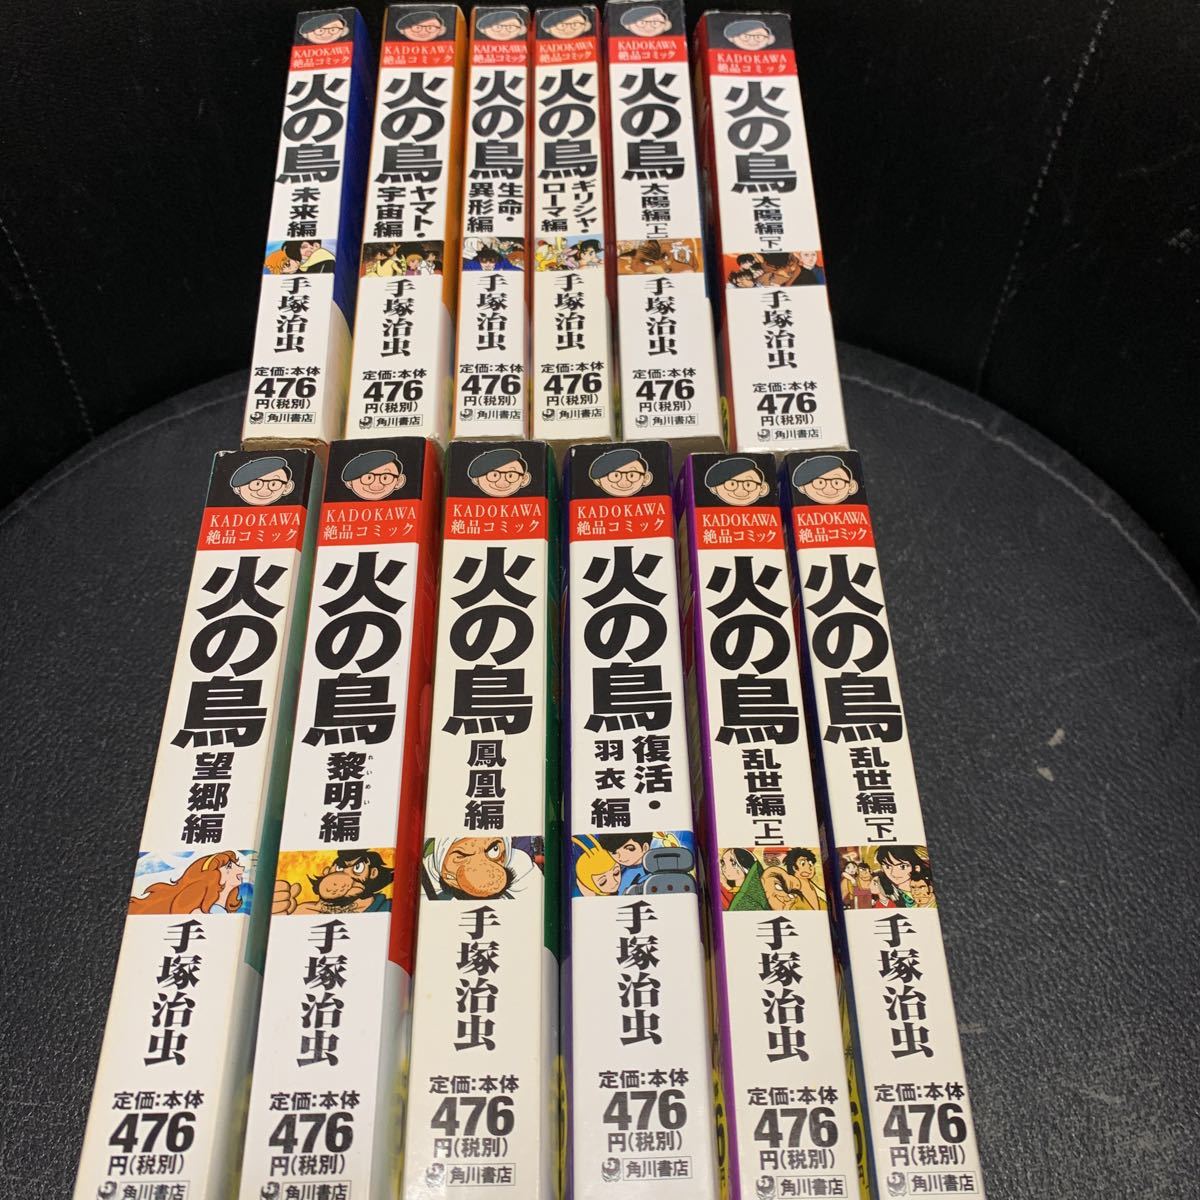 KADOKAWA
絶品コミック
火の鳥
未来編
手塚治虫
定価:本体
476
円(税別)
角川書店
KADOKAWA
絶品コミック
火の鳥
ヤマト・
宇宙編
手塚治虫
定価:本体
476
円(税別)
角川書店
KADOKAWA
絶品コミック
火の鳥
生命・
異形編
手塚治虫
定価:本体
476
円(税別)
角川書店
KADOKAWA
絶品コミック
火の鳥
ギリシャ・
ローマ編
手塚治虫
定価:本体
476
円(税別)
角川書店
KADOKAWA
絶品コミック
火の鳥
太陽編[上]
手塚治虫
定価:本体
476
円(税別)
角川書店
KADOKAWA
絶品コミック
火の鳥
太陽編[下]
手塚治虫
定価:本体
476
円(税別)
角川書店
KADOKAWA
絶品コミック
火の鳥
望郷編
手塚治虫
定価:本体
476
円(税別)
角川書店
KADOKAWA
絶品コミック
火の鳥
黎明編
れいめい
手塚治虫
定価:本体
476
円(税別)
角川書店
KADOKAWA
絶品コミック
火の鳥
鳳凰編
手塚治虫
定価:本体
476
円(税別)
角川書店
KADOKAWA
絶品コミック
火の鳥
復活・
羽衣編
手塚治虫
定価:本体
476
円(税別)
角川書店
KADOKAWA
絶品コミック
火の鳥
乱世編[上]
手塚治虫
定価:本体
476
円(税別)
角川書店
KADOKAWA
絶品コミック
火の鳥
乱世編[下]
手塚治虫
定価:本体
476
円(税別)
角川書店